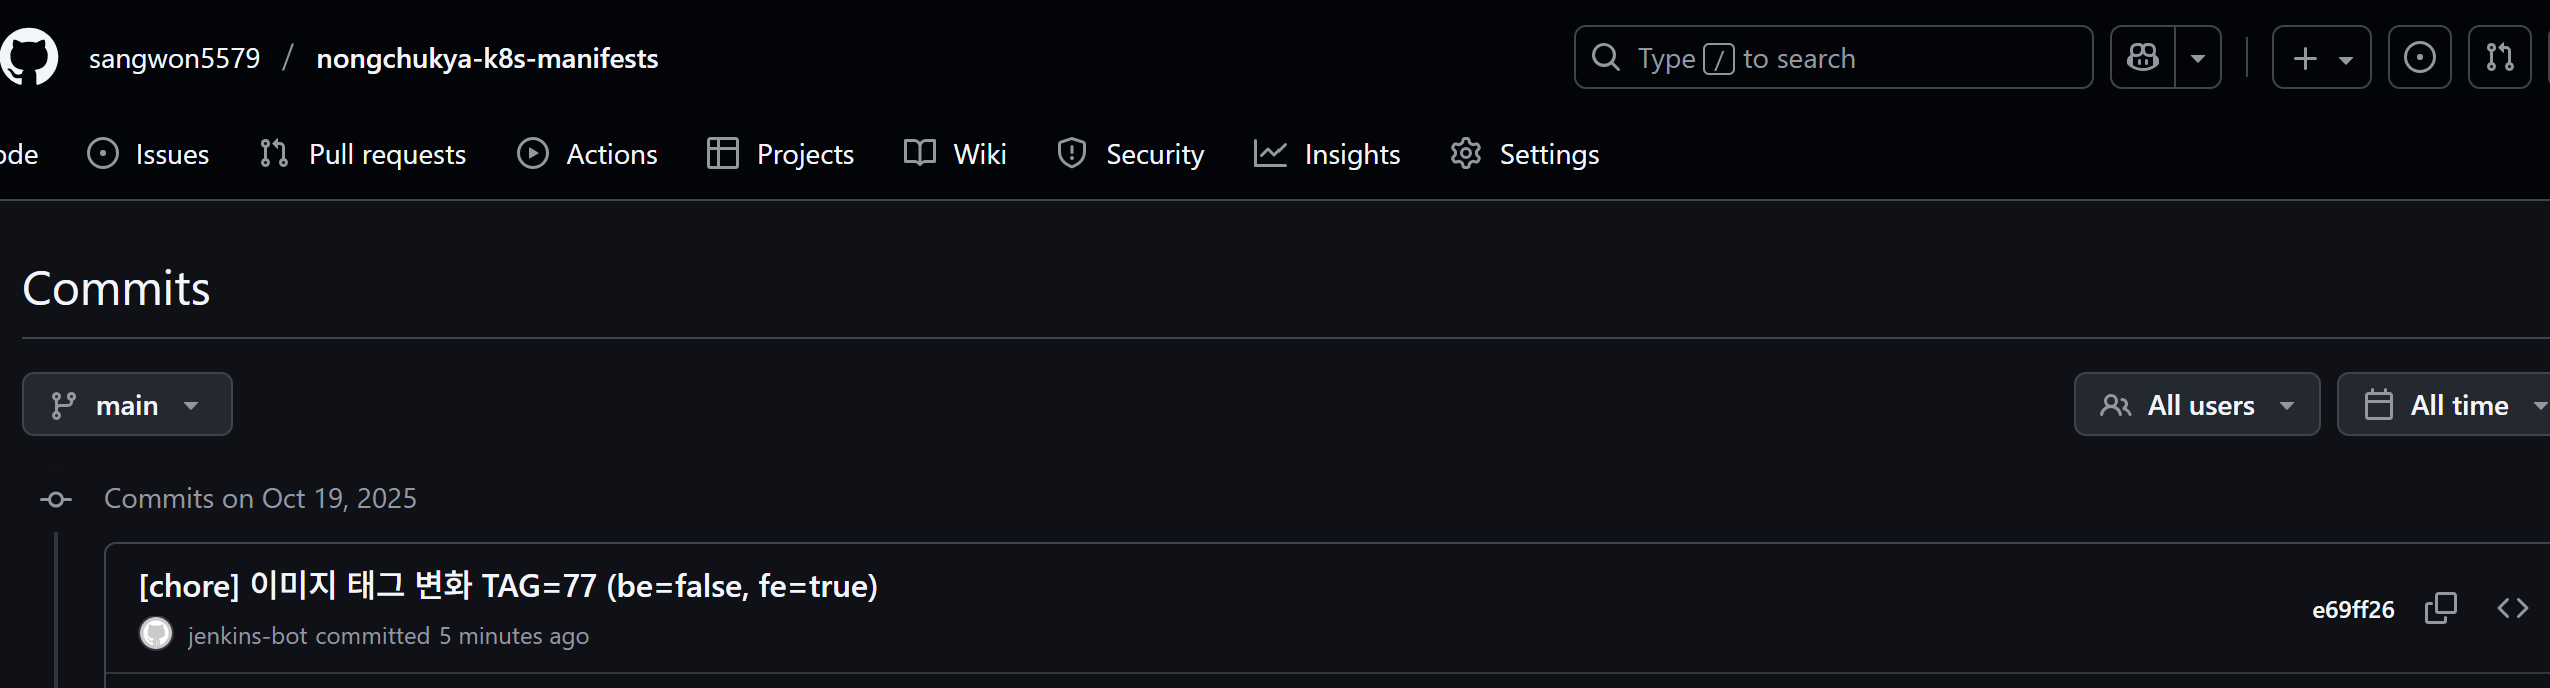 sangwon5579 / nongchukya-k8s-manifests
Type / to search
ode Issues Pull requests Actions Projects Wiki Security Insights Settings
Commits
main
All users All time
Commits on Oct 19, 2025
[chore] 이미지 태그 변화 TAG=77 (be=false, fe=true)
jenkins-bot committed 5 minutes ago
e69ff26